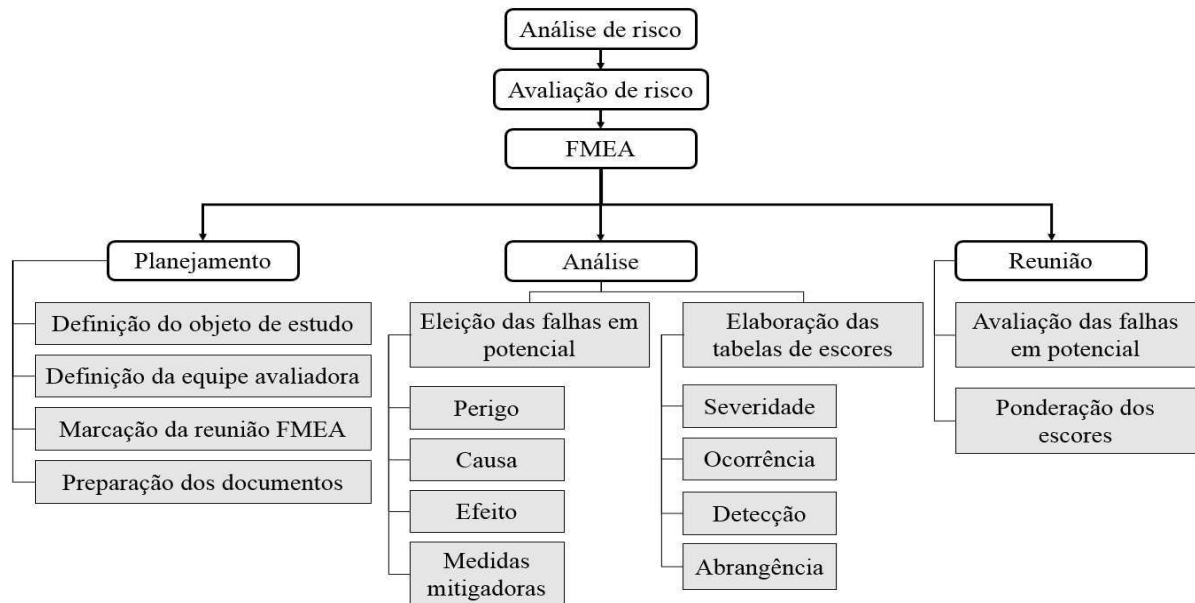 Análise de risco
Avaliação de risco
FMEA
Planejamento
Definição do objeto de estudo
Definição da equipe avaliadora
Marcação da reunião FMEA
Preparação dos documentos
Análise
Eleição das falhas em
potencial
Perigo
Causa
Efeito
Medidas
mitigadoras
Elaboração das
tabelas de escores
Severidade
Ocorrência
Detecção
Abrangência
Reunião
Avaliação das falhas
em potencial
Ponderação dos
escores